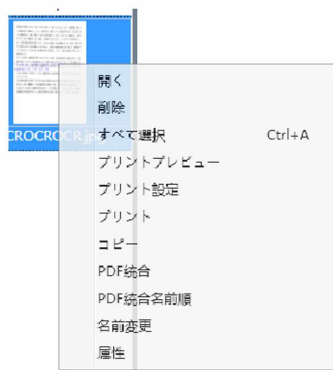 開く
削除
CROCROCR.jpg
すべて選択 Ctrl+A
プリントプレビュー
プリント設定
プリント
コピー
PDF統合
PDF統合名前順
名前変更
属性